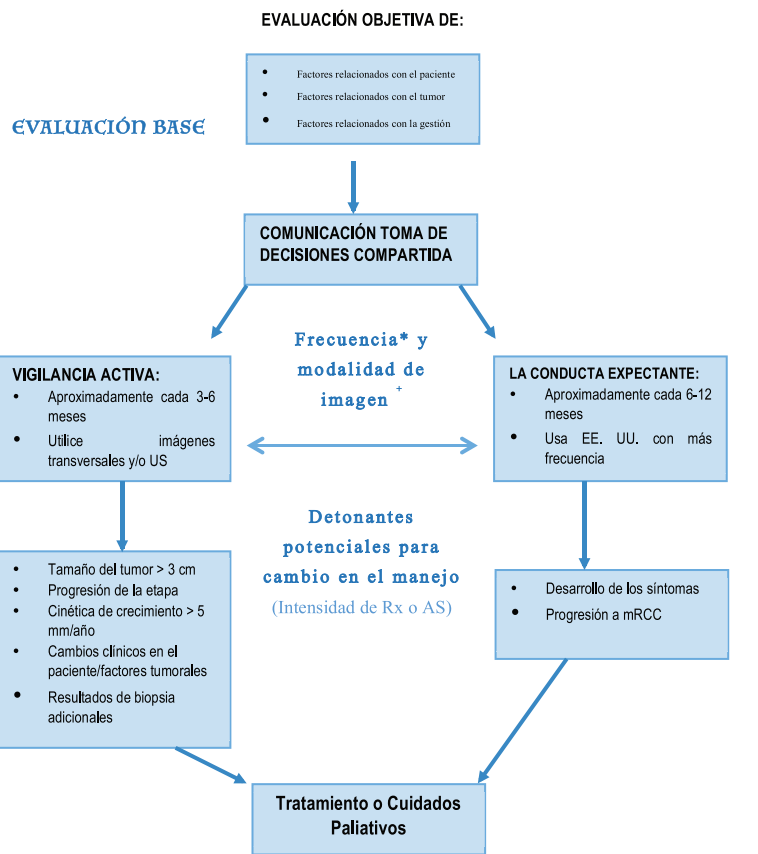 EVALUACIÓN OBJETIVA DE:
• Factores relacionados con el paciente
• Factores relacionados con el tumor
• Factores relacionados con la gestión
EVALUACIÓN BASE
COMUNICACIÓN TOMA DE
DECISIONES COMPARTIDA
Frecuencia* y
modalidad de
imagen +
VIGILANCIA ACTIVA:
• Aproximadamente cada 3-6
meses
• Utilice imágenes
transversales y/o US
LA CONDUCTA EXPECTANTE:
• Aproximadamente cada 6-12
meses
• Usa EE. UU. con más
frecuencia
Detonantes
potenciales para
cambio en el manejo
(Intensidad de Rx o AS)
• Tamaño del tumor > 3 cm
• Progresión de la etapa
• Cinética de crecimiento > 5
mm/año
• Cambios clínicos en el
paciente/factores tumorales
• Resultados de biopsia
adicionales
• Desarrollo de los síntomas
• Progresión a mRCC
Tratamiento o Cuidados
Paliativos